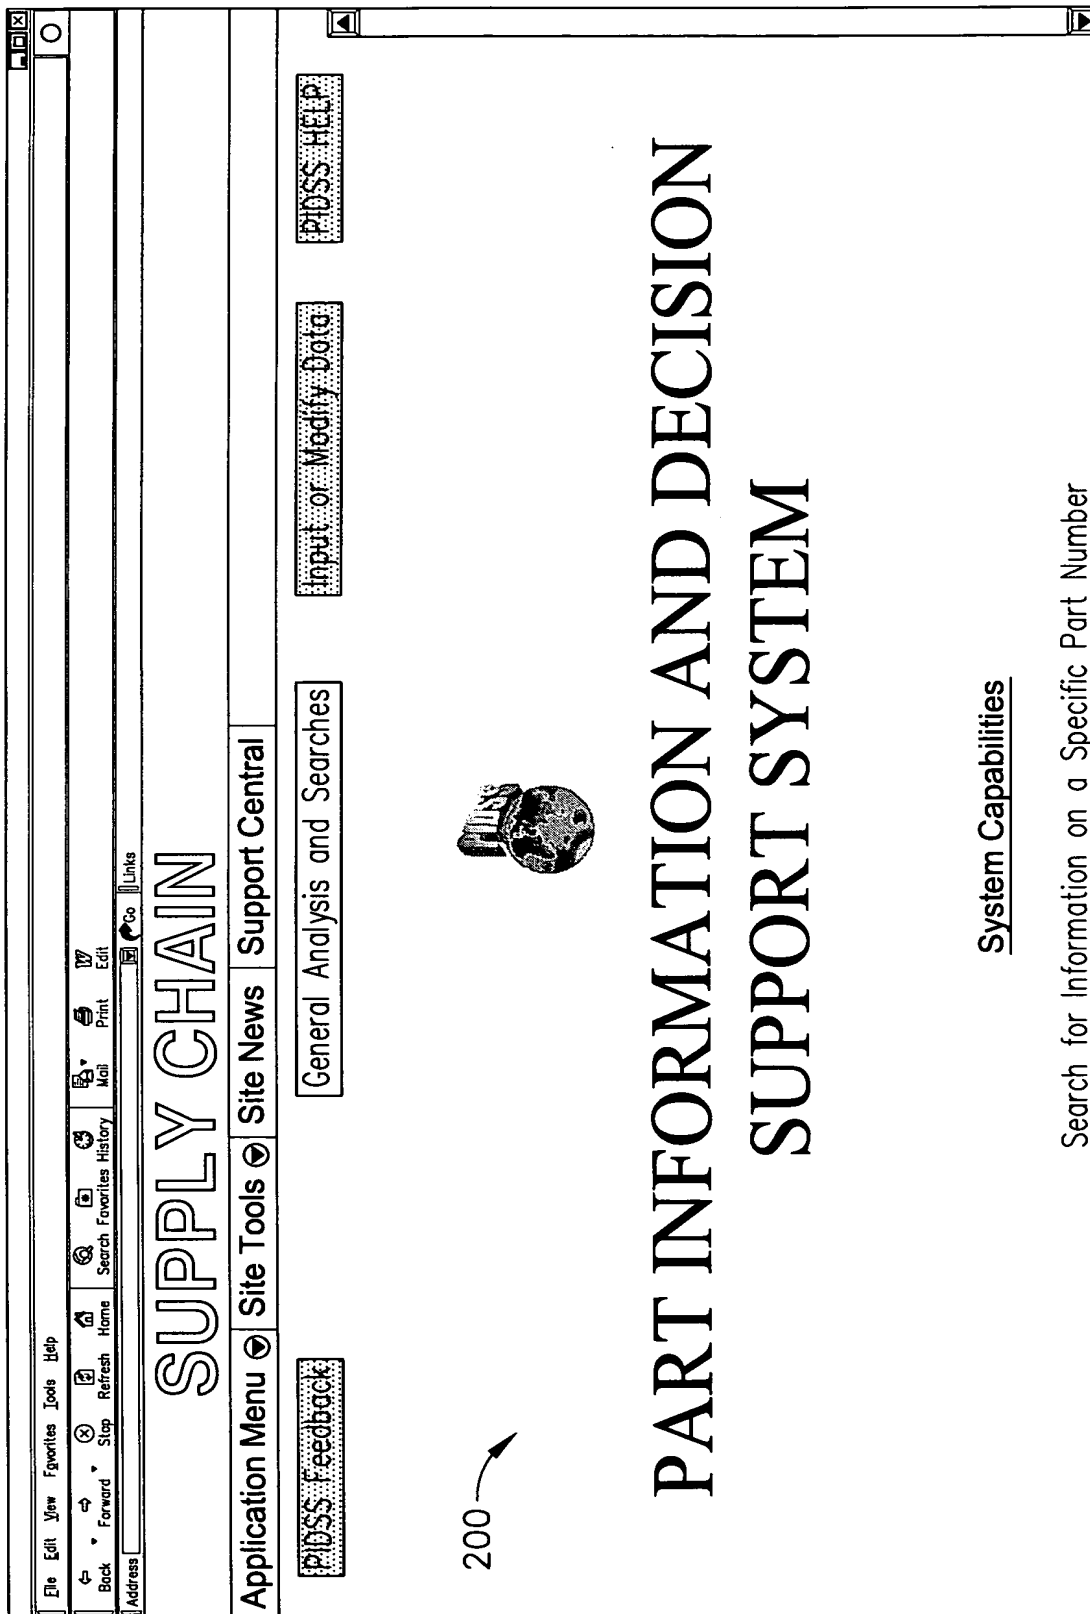 File Edit View Favorites Tools Help
Back Forward Stop Refresh Home Search Favorites History Mail Print Edit
Address Go Links
SUPPLY CHAIN
Application Menu Site Tools Site News Support Central
PIDSS Feedback General Analysis and Searches Input or Modify Data PIDSS HELP
PIDSS
200
PART INFORMATION AND DECISION
SUPPORT SYSTEM
System Capabilities
Search for Information on a Specific Part Number